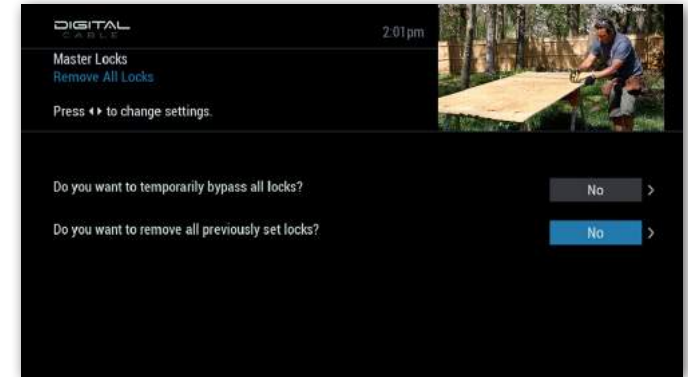 DIGITAL
CABLE
2:01pm
Master Locks
Remove All Locks
Press ◂▸ to change settings.
Do you want to temporarily bypass all locks?
No >
Do you want to remove all previously set locks?
No >